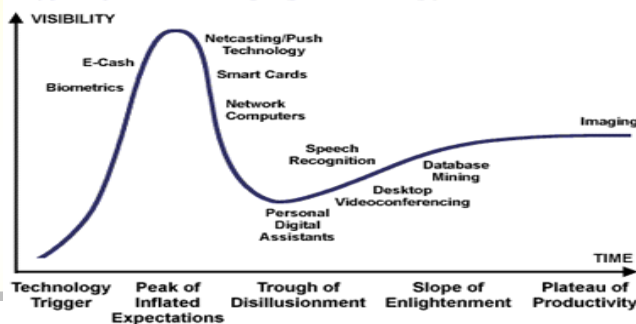 VISIBILITY
Netcasting/Push
Technology
E-Cash
Smart Cards
Biometrics
Network
Computers
Imaging
Speech
Recognition
Database
Mining
Desktop
Videoconferencing
Personal
Digital
Assistants
TIME
Technology
Trigger
Peak of
Inflated
Expectations
Trough of
Disillusionment
Slope of
Enlightenment
Plateau of
Productivity